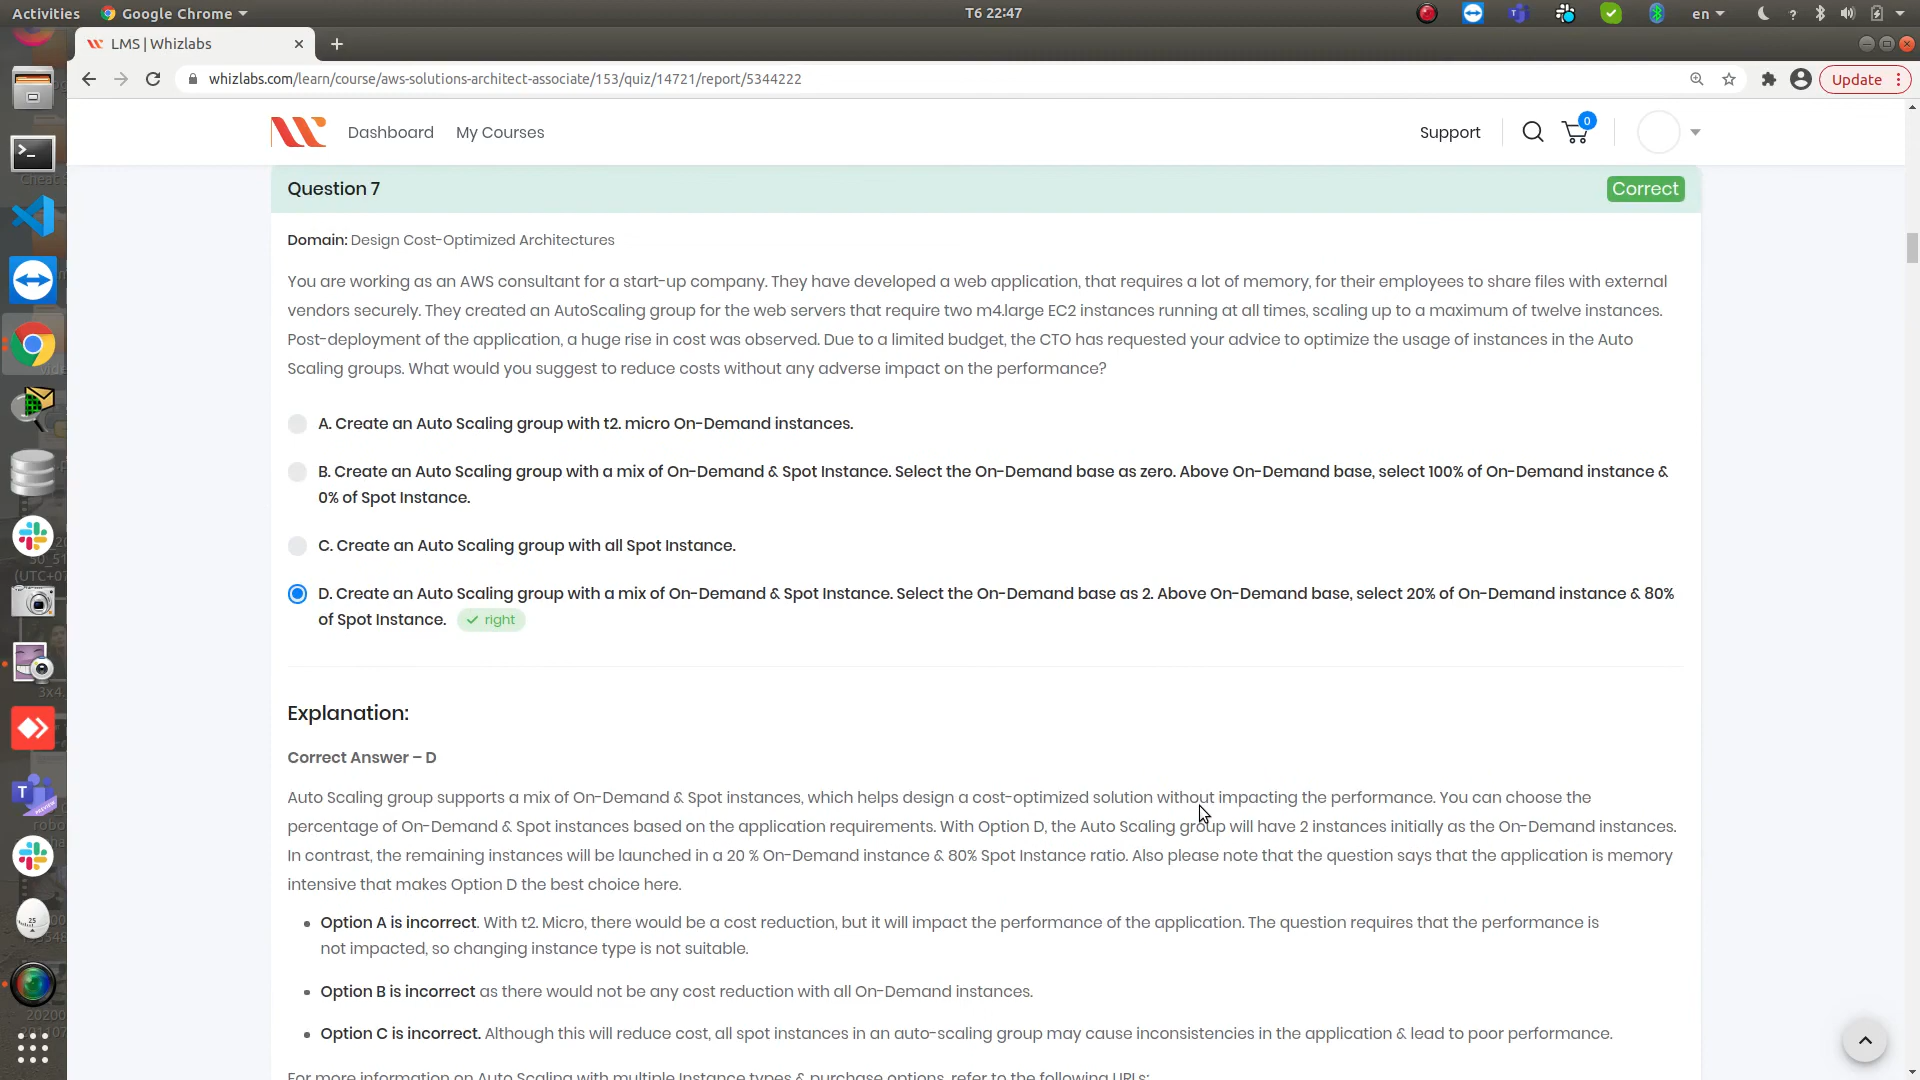 Activities
Google Chrome
T6 22:47
en
LMS | Whizlabs
whizlabs.com/learn/course/aws-solutions-architect-associate/153/quiz/14721/report/5344222
Update
Dashboard
My Courses
Support
0
Question 7
Correct
Domain: Design Cost-Optimized Architectures
You are working as an AWS consultant for a start-up company. They have developed a web application, that requires a lot of memory, for their employees to share files with external
vendors securely. They created an AutoScaling group for the web servers that require two m4.large EC2 instances running at all times, scaling up to a maximum of twelve instances.
Post-deployment of the application, a huge rise in cost was observed. Due to a limited budget, the CTO has requested your advice to optimize the usage of instances in the Auto
Scaling groups. What would you suggest to reduce costs without any adverse impact on the performance?
A. Create an Auto Scaling group with t2. micro On-Demand instances.
B. Create an Auto Scaling group with a mix of On-Demand & Spot Instance. Select the On-Demand base as zero. Above On-Demand base, select 100% of On-Demand instance &
0% of Spot Instance.
C. Create an Auto Scaling group with all Spot Instance.
D. Create an Auto Scaling group with a mix of On-Demand & Spot Instance. Select the On-Demand base as 2. Above On-Demand base, select 20% of On-Demand instance & 80%
of Spot Instance. right
Explanation:
Correct Answer – D
Auto Scaling group supports a mix of On-Demand & Spot instances, which helps design a cost-optimized solution without impacting the performance. You can choose the
percentage of On-Demand & Spot instances based on the application requirements. With Option D, the Auto Scaling group will have 2 instances initially as the On-Demand instances.
In contrast, the remaining instances will be launched in a 20 % On-Demand instance & 80% Spot Instance ratio. Also please note that the question says that the application is memory
intensive that makes Option D the best choice here.
Option A is incorrect. With t2. Micro, there would be a cost reduction, but it will impact the performance of the application. The question requires that the performance is
not impacted, so changing instance type is not suitable.
Option B is incorrect as there would not be any cost reduction with all On-Demand instances.
Option C is incorrect. Although this will reduce cost, all spot instances in an auto-scaling group may cause inconsistencies in the application & lead to poor performance.
For more information on Auto Scaling with multiple Instance types & purchase options, refer to the following URLs: